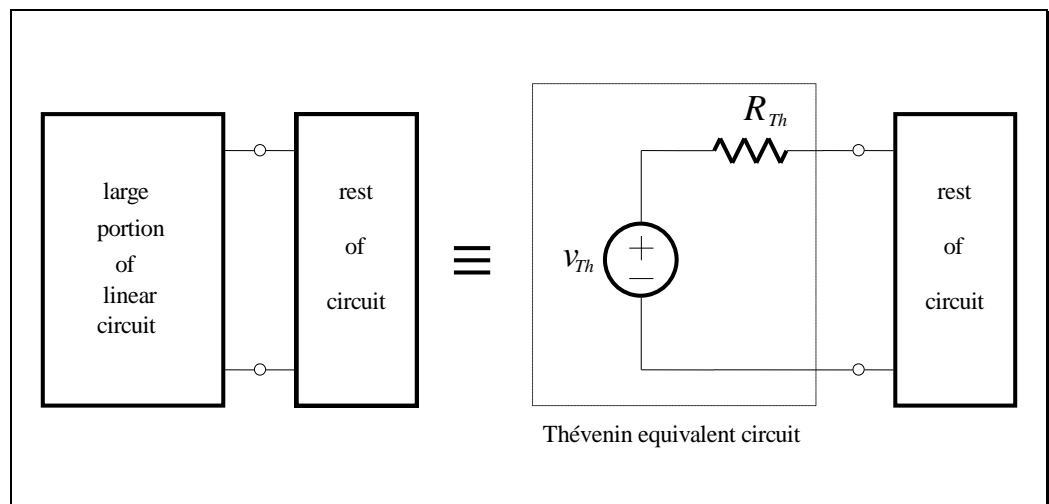 large
portion
of
linear
circuit
rest
of
circuit
≡
R_Th
v_Th
+
−
rest
of
circuit
Thévenin equivalent circuit